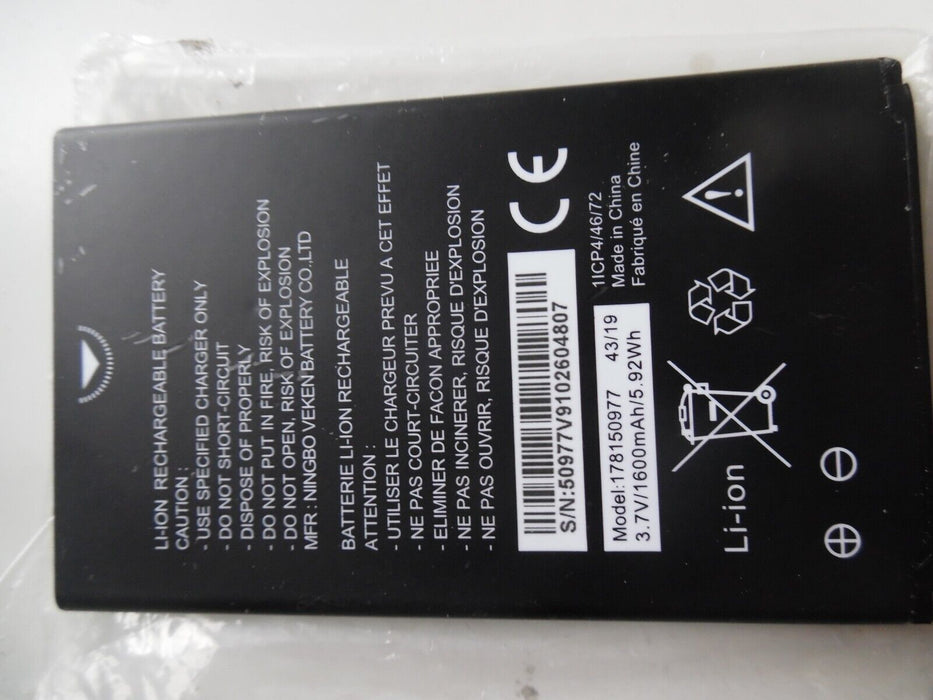 LI-ION RECHARGEABLE BATTERY
CAUTION :
- USE SPECIFIED CHARGER ONLY
- DO NOT SHORT-CIRCUIT
- DISPOSE OF PROPERLY
- DO NOT PUT IN FIRE, RISK OF EXPLOSION
- DO NOT OPEN, RISK OF EXPLOSION
MFR : NINGBO VEKEN BATTERY CO.,LTD
BATTERIE LI-ION RECHARGEABLE
ATTENTION :
- UTILISER LE CHARGEUR PREVU A CET EFFET
- NE PAS COURT-CIRCUITER
- ELIMINER DE FACON APPROPRIEE
- NE PAS INCINERER, RISQUE D'EXPLOSION
- NE PAS OUVRIR, RISQUE D'EXPLOSION
CE
S/N:50977V9102604807
1ICP4/46/72
Made in China
Fabriqué en Chine
Model:178150977 43/19
3.7V/1600mAh/5.92Wh
Li-ion